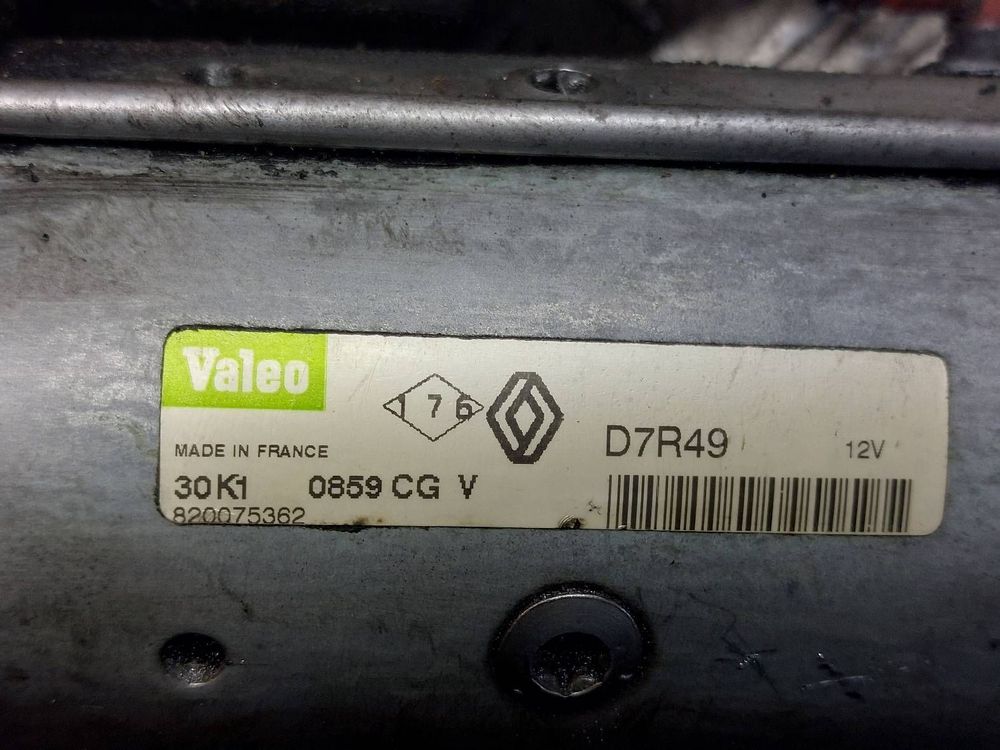 Valeo
176
D7R49
12V
MADE IN FRANCE
30K1 0859 CG V
820075362